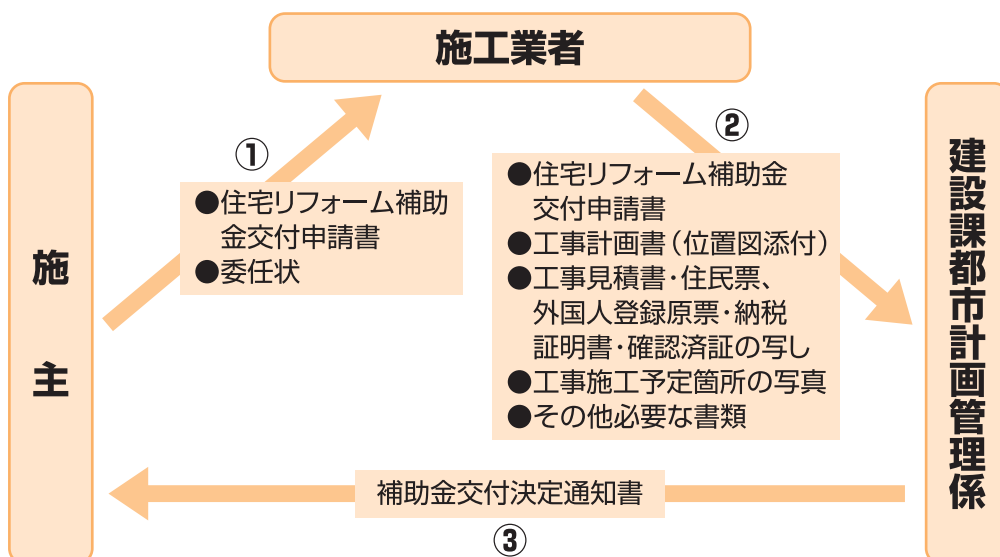 施工業者
施主
①
●住宅リフォーム補助
金交付申請書
●委任状
②
●住宅リフォーム補助金
交付申請書
●工事計画書（位置図添付）
●工事見積書・住民票、
外国人登録原票・納税
証明書・確認済証の写し
●工事施工予定箇所の写真
●その他必要な書類
建設課都市計画管理係
補助金交付決定通知書
③